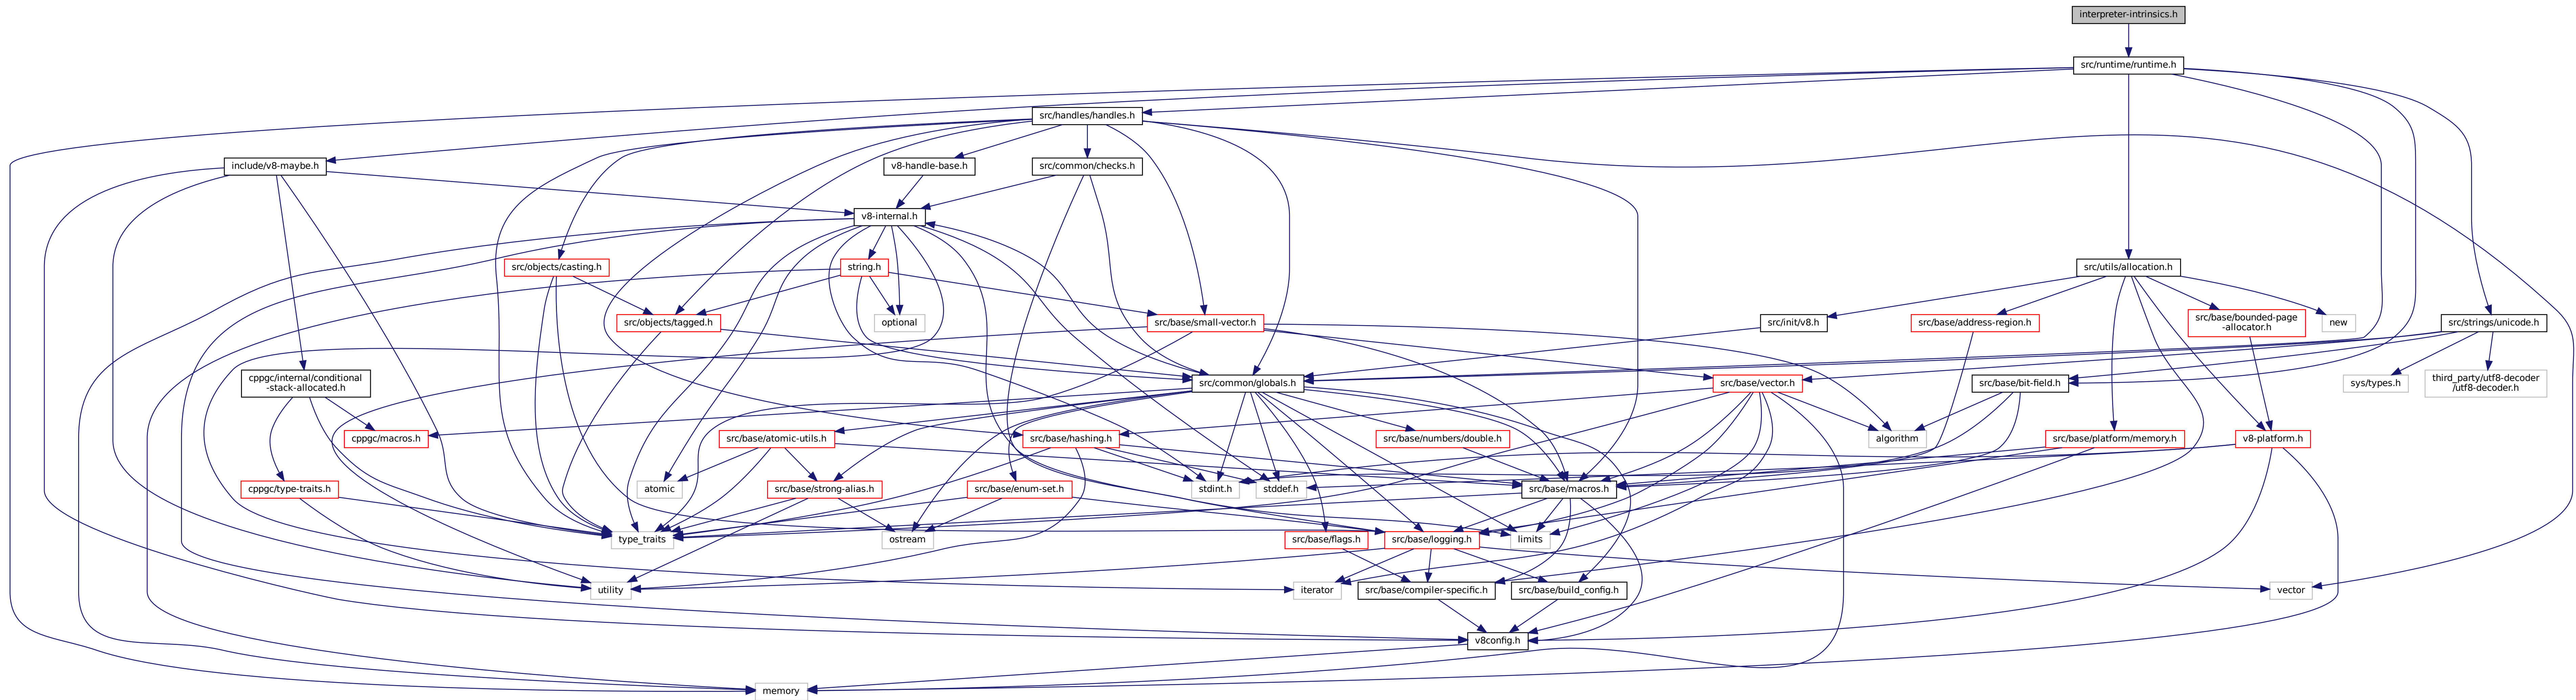 interpreter-intrinsics.h
src/runtime/runtime.h
src/handles/handles.h
include/v8-maybe.h
v8-handle-base.h
src/common/checks.h
v8-internal.h
src/objects/casting.h
string.h
src/utils/allocation.h
src/objects/tagged.h
optional
src/base/small-vector.h
src/init/v8.h
src/base/address-region.h
src/base/bounded-page
-allocator.h
new
src/strings/unicode.h
cppgc/internal/conditional
-stack-allocated.h
src/common/globals.h
src/base/vector.h
src/base/bit-field.h
sys/types.h
third_party/utf8-decoder
/utf8-decoder.h
cppgc/macros.h
src/base/atomic-utils.h
src/base/hashing.h
src/base/numbers/double.h
algorithm
src/base/platform/memory.h
v8-platform.h
cppgc/type-traits.h
atomic
src/base/strong-alias.h
src/base/enum-set.h
stdint.h
stddef.h
src/base/macros.h
type_traits
ostream
src/base/flags.h
src/base/logging.h
limits
utility
iterator
src/base/compiler-specific.h
src/base/build_config.h
vector
v8config.h
memory